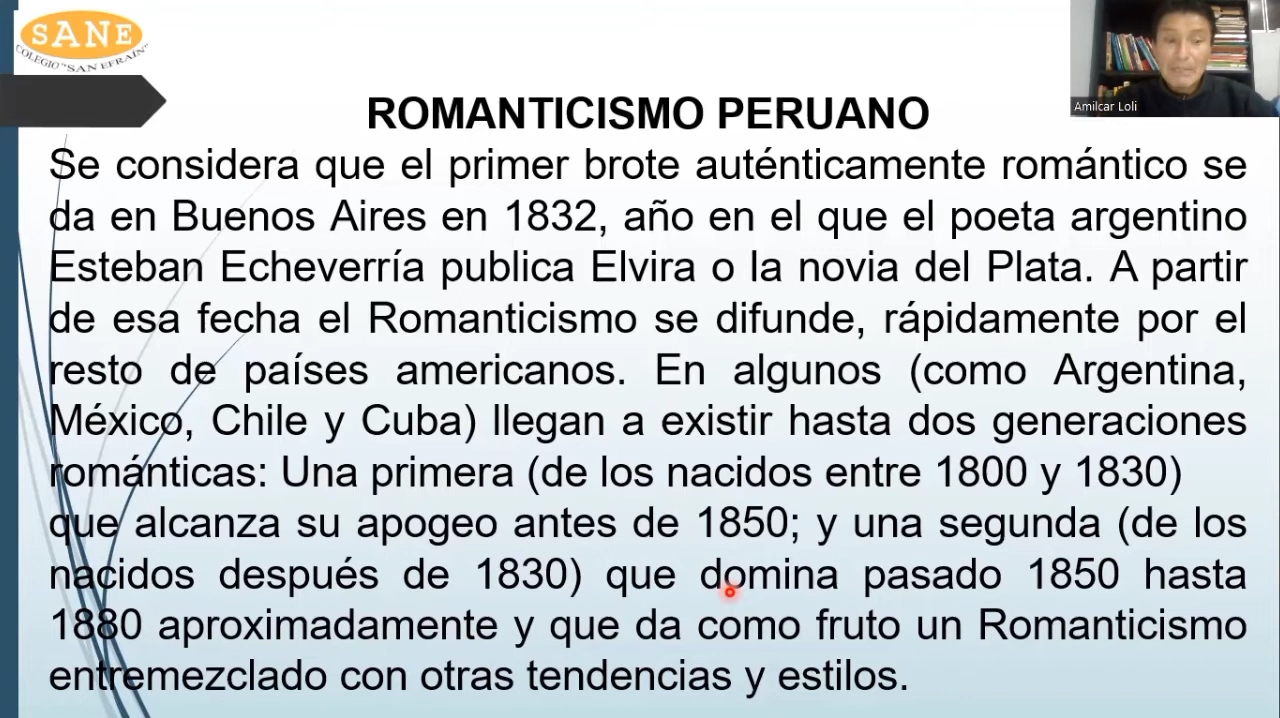 SANE
COLEGIO "SAN EFRAÍN"
Amilcar Loli
ROMANTICISMO PERUANO
Se considera que el primer brote auténticamente romántico se
da en Buenos Aires en 1832, año en el que el poeta argentino
Esteban Echeverría publica Elvira o la novia del Plata. A partir
de esa fecha el Romanticismo se difunde, rápidamente por el
resto de países americanos. En algunos (como Argentina,
México, Chile y Cuba) llegan a existir hasta dos generaciones
románticas: Una primera (de los nacidos entre 1800 y 1830)
que alcanza su apogeo antes de 1850; y una segunda (de los
nacidos después de 1830) que domina pasado 1850 hasta
1880 aproximadamente y que da como fruto un Romanticismo
entremezclado con otras tendencias y estilos.